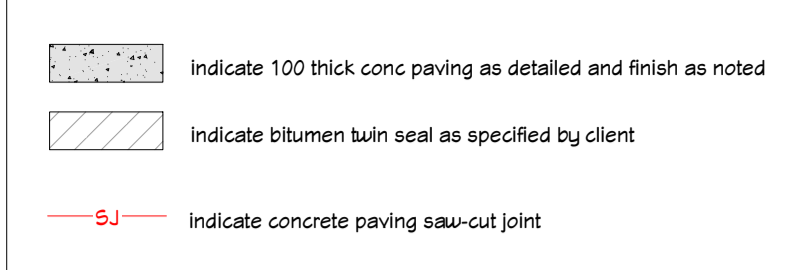 indicate 100 thick conc paving as detailed and finish as noted
indicate bitumen twin seal as specified by client
SJ indicate concrete paving saw-cut joint